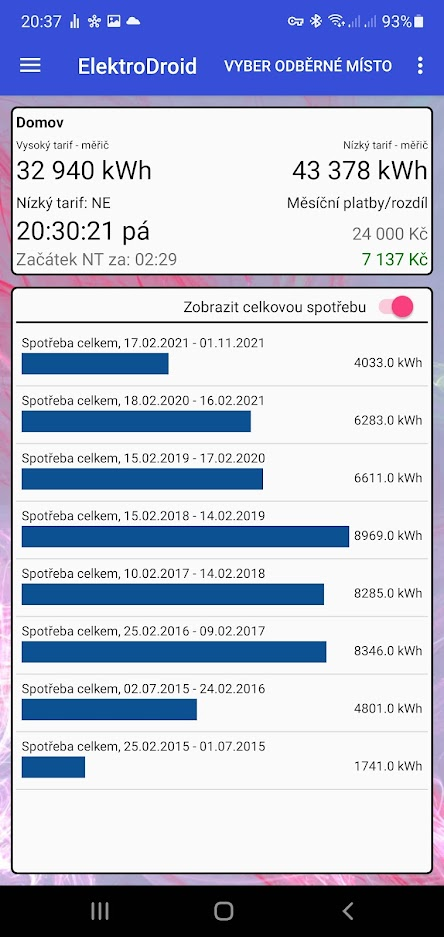 20:37 93%
ElektroDroid VYBER ODBĚRNÉ MÍSTO
Domov
Vysoký tarif - měřič Nízký tarif - měřič
32 940 kWh 43 378 kWh
Nízký tarif: NE Měsíční platby/rozdíl
20:30:21 pá 24 000 Kč
Začátek NT za: 02:29 7 137 Kč
Zobrazit celkovou spotřebu
Spotřeba celkem, 17.02.2021 - 01.11.2021
4033.0 kWh
Spotřeba celkem, 18.02.2020 - 16.02.2021
6283.0 kWh
Spotřeba celkem, 15.02.2019 - 17.02.2020
6611.0 kWh
Spotřeba celkem, 15.02.2018 - 14.02.2019
8969.0 kWh
Spotřeba celkem, 10.02.2017 - 14.02.2018
8285.0 kWh
Spotřeba celkem, 25.02.2016 - 09.02.2017
8346.0 kWh
Spotřeba celkem, 02.07.2015 - 24.02.2016
4801.0 kWh
Spotřeba celkem, 25.02.2015 - 01.07.2015
1741.0 kWh